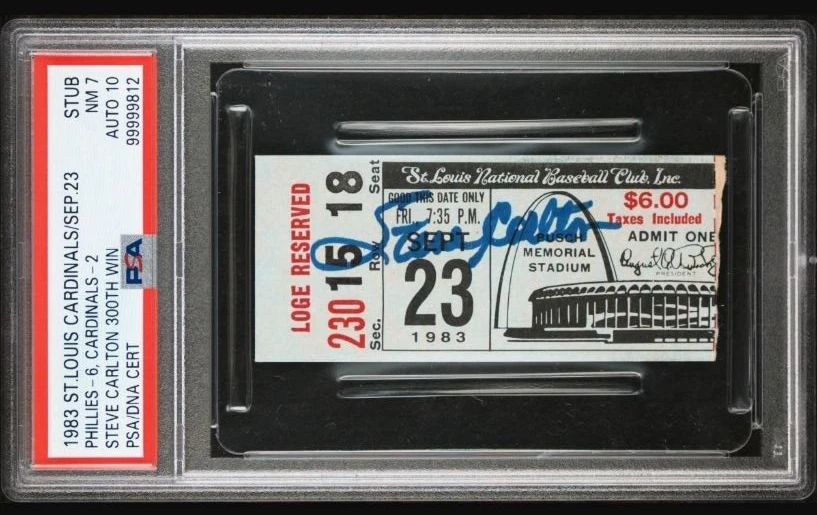 1983 ST.LOUIS CARDINALS/SEP.23 STUB
PHILLIES - 6, CARDINALS - 2 NM 7
STEVE CARLTON 300TH WIN AUTO 10
PSA/DNA CERT 99999812
PSA
LOGE RESERVED
230 15 18
Sec. Row Seat
St. Louis National Baseball Club, Inc.
GOOD THIS DATE ONLY
FRI. 7:35 P.M.
SEPT
23
1983
Steve Carlton
BUSCH
MEMORIAL
STADIUM
$6.00
Taxes Included
ADMIT ONE
PRESIDENT